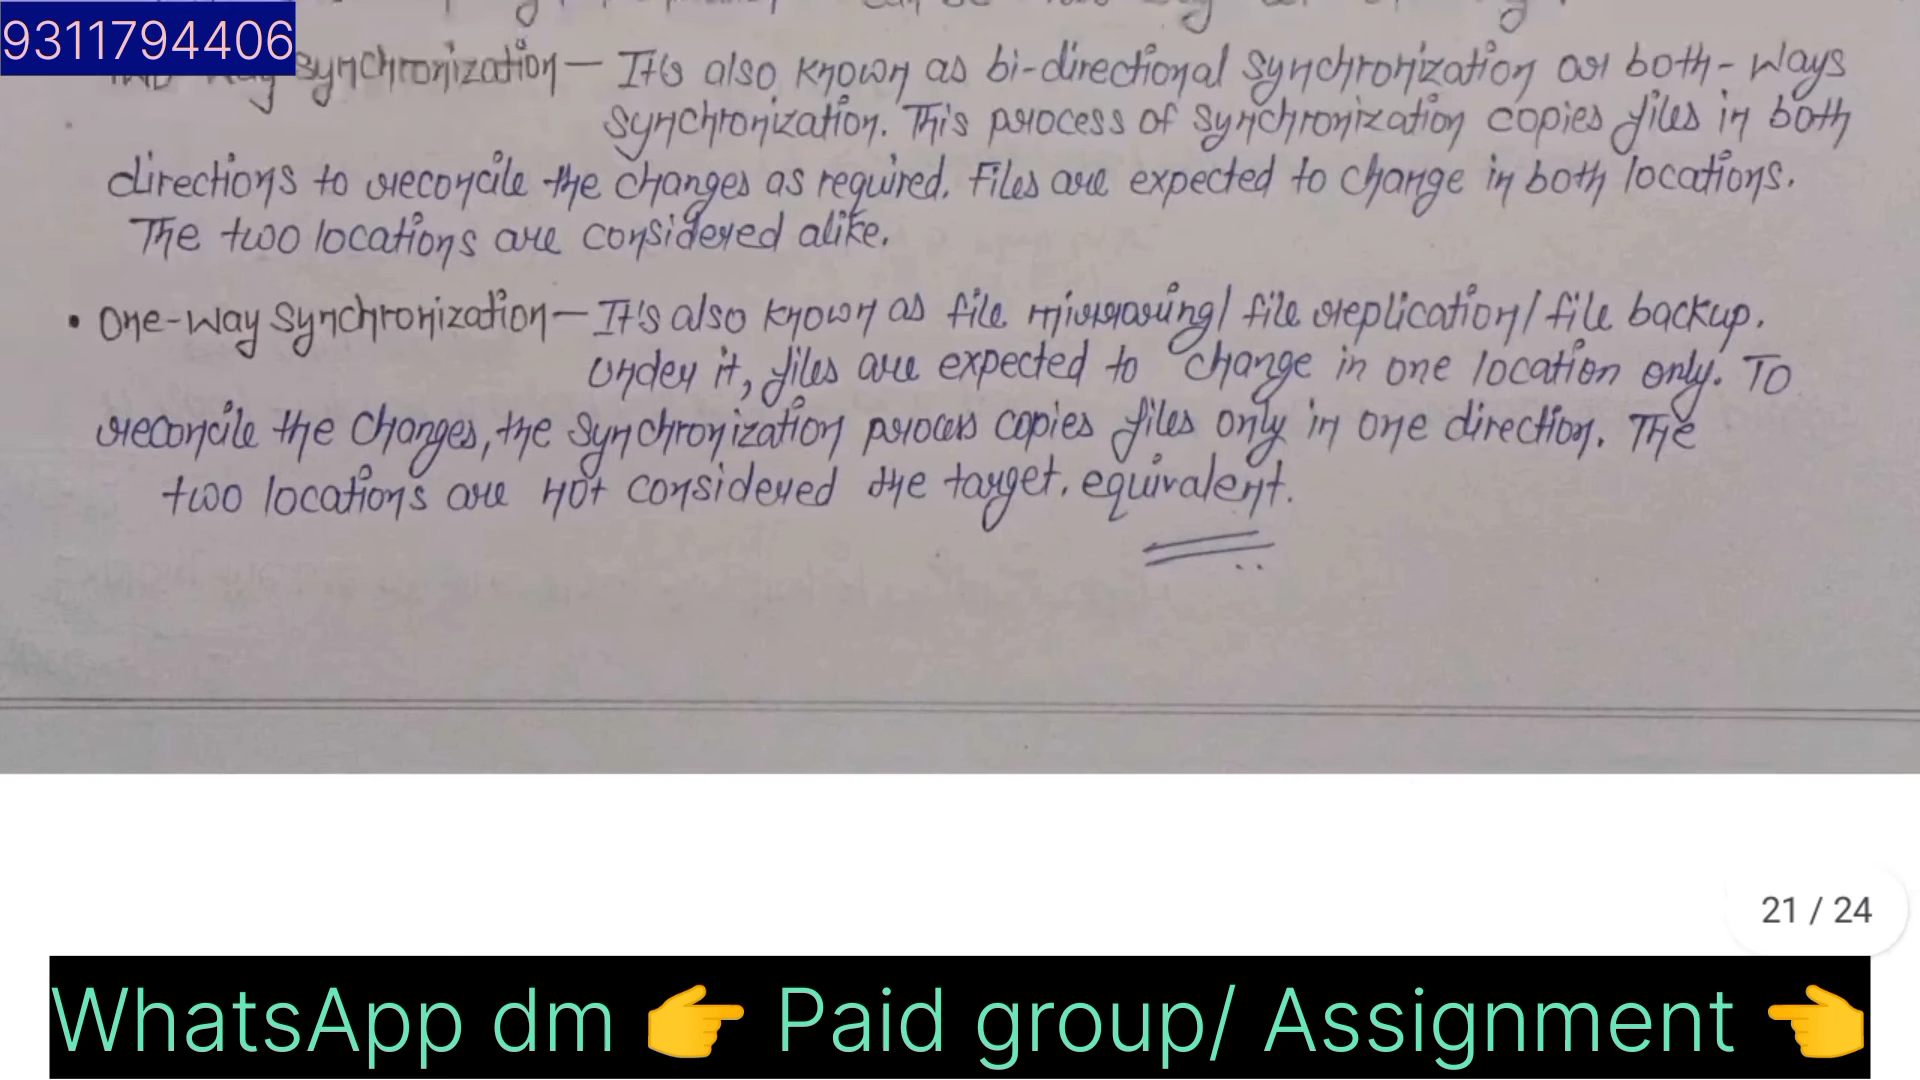 9311794406
synchronization— It's also known as bi-directional synchronization or both-ways
synchronization. This process of synchronization copies files in both
directions to reconcile the changes as required. Files are expected to change in both locations.
The two locations are considered alike.
• One-way synchronization— It's also known as file mirroring/ file replication/ file backup.
Under it, files are expected to change in one location only. To
reconcile the changes, the synchronization process copies files only in one direction. The
two locations are not considered the target. equivalent.
21 / 24
WhatsApp dm 👉 Paid group/ Assignment 👈